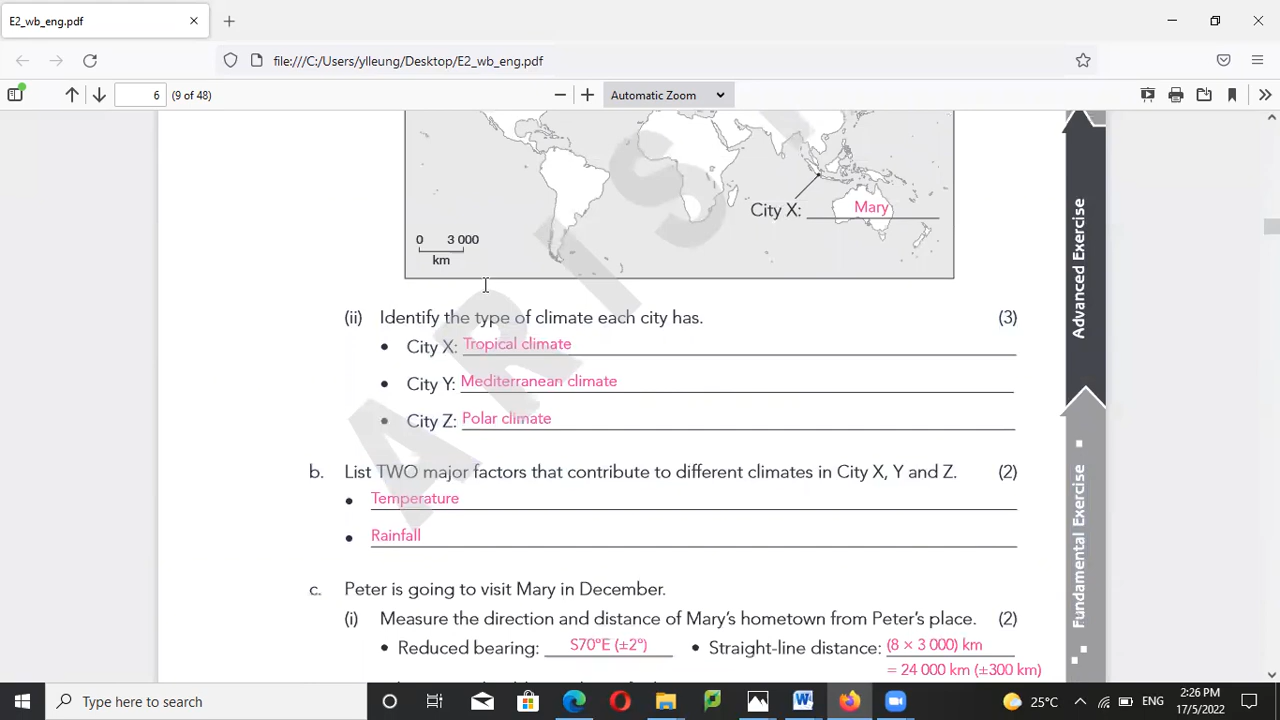 E2_wb_eng.pdf
file:///C:/Users/ylleung/Desktop/E2_wb_eng.pdf
6 (9 of 48) Automatic Zoom
City X: Mary
0 3 000
km
(ii) Identify the type of climate each city has. (3)
• City X: Tropical climate
• City Y: Mediterranean climate
• City Z: Polar climate
b. List TWO major factors that contribute to different climates in City X, Y and Z. (2)
• Temperature
• Rainfall
c. Peter is going to visit Mary in December.
(i) Measure the direction and distance of Mary's hometown from Peter's place. (2)
• Reduced bearing: S70°E (±2°) • Straight-line distance: (8 × 3 000) km
= 24 000 km (±300 km)
Advanced Exercise
Fundamental Exercise
ARIS
Type here to search
25°C ENG 2:26 PM
17/5/2022